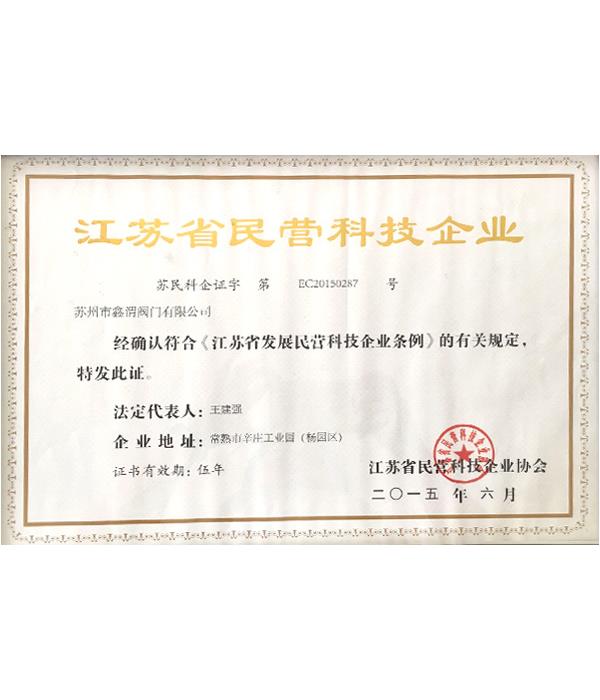 江苏省民营科技企业
苏民科企证字 第 EC20150287 号
苏州市鑫渭阀门有限公司
经确认符合《江苏省发展民营科技企业条例》的有关规定，
特发此证。
法定代表人：王建强
企业地址：常熟市辛庄工业园（杨园区）
证书有效期：伍年
江苏省民营科技企业协会
二〇一五 年 六 月